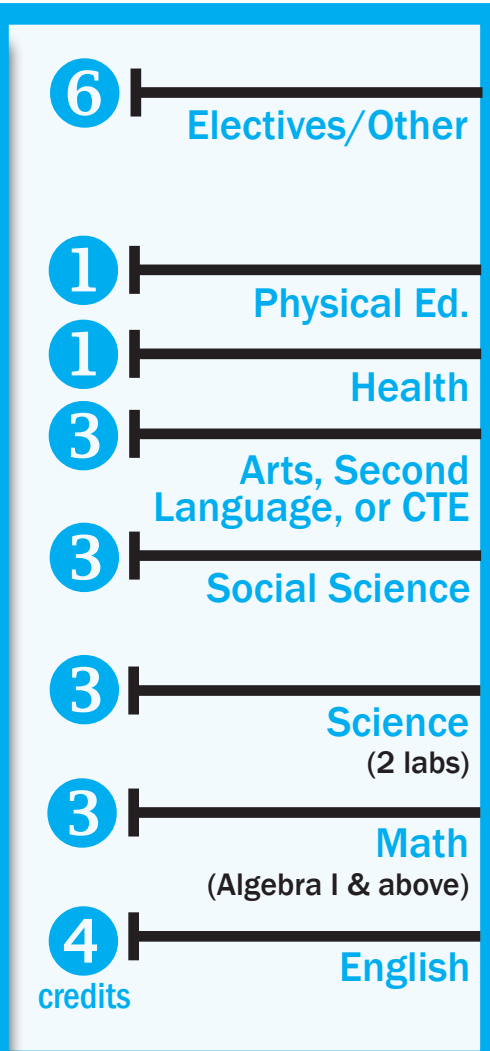 6
Electives/Other
1
Physical Ed.
1
Health
3
Arts, Second
Language, or CTE
3
Social Science
3
Science
(2 labs)
3
Math
(Algebra I & above)
4
credits
English